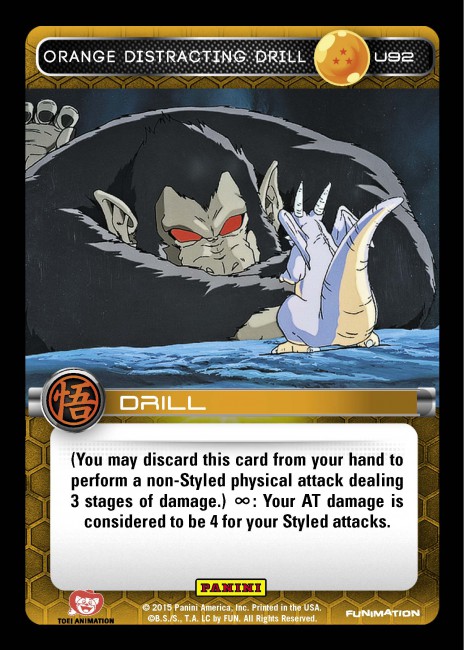 ORANGE DISTRACTING DRILL U92
悟
DRILL
(You may discard this card from your hand to
perform a non-Styled physical attack dealing
3 stages of damage.) ∞: Your AT damage is
considered to be 4 for your Styled attacks.
PANINI
TOEI ANIMATION
© 2015 Panini America, Inc. Printed in the USA.
©B.S./S., T.A. LC by FUN. All Rights Reserved.
FUNIMATION